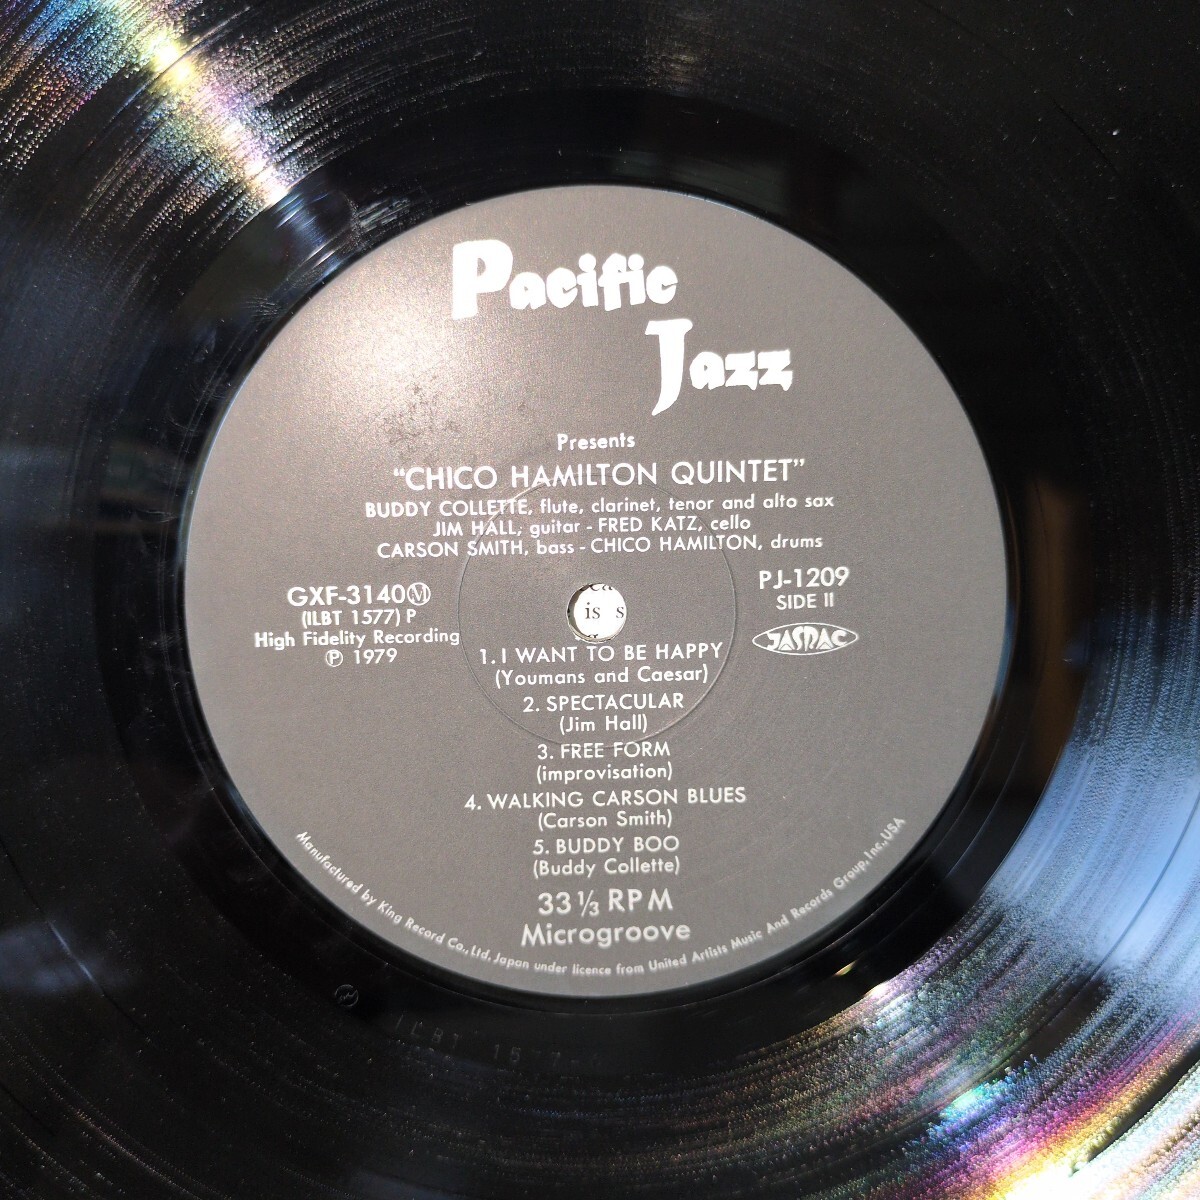 Pacific
Jazz
Presents
“CHICO HAMILTON QUINTET”
BUDDY COLLETTE, flute, clarinet, tenor and alto sax
JIM HALL, guitar - FRED KATZ, cello
CARSON SMITH, bass - CHICO HAMILTON, drums
GXF-3140Ⓜ
(ILBT 1577) P
High Fidelity Recording
Ⓟ 1979
PJ-1209
SIDE II
JASRAC
is s
1. I WANT TO BE HAPPY
(Youmans and Caesar)
2. SPECTACULAR
(Jim Hall)
3. FREE FORM
(improvisation)
4. WALKING CARSON BLUES
(Carson Smith)
5. BUDDY BOO
(Buddy Collette)
33 ⅓ RPM
Microgroove
Manufactured by King Record Co., Ltd, Japan under licence from United Artists Music And Records Group, Inc, USA